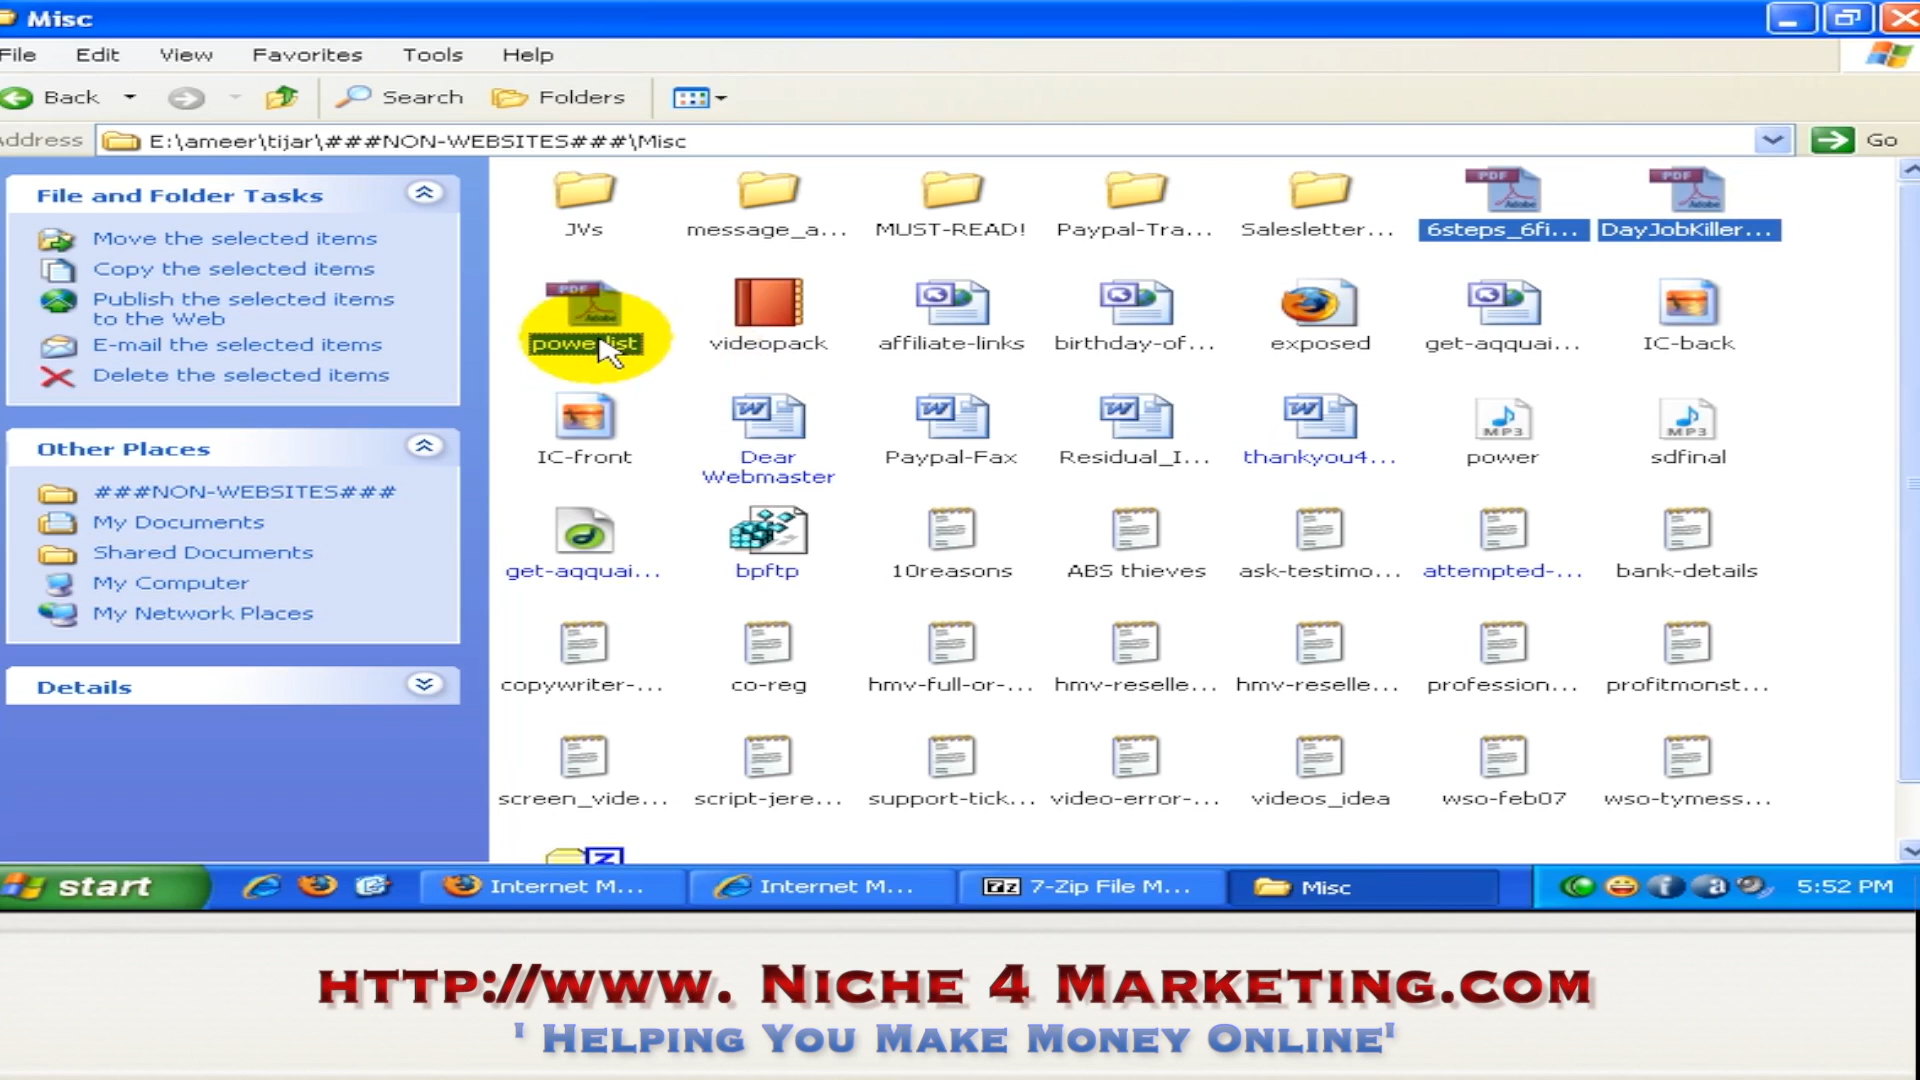 Misc
File Edit View Favorites Tools Help
Back Search Folders
Address E:\ameer\tijar\###NON-WEBSITES###\Misc Go
File and Folder Tasks
Move the selected items
Copy the selected items
Publish the selected items
to the Web
E-mail the selected items
Delete the selected items
Other Places
###NON-WEBSITES###
My Documents
Shared Documents
My Computer
My Network Places
Details
JVs message_a... MUST-READ! Paypal-Tra... Salesletter... 6steps_6fi... DayJobKiller...
powerlist videopack affiliate-links birthday-of... exposed get-aqquai... IC-back
IC-front Dear Paypal-Fax Residual_I... thankyou4... power sdfinal
Webmaster
get-aqquai... bpftp 10reasons ABS thieves ask-testimo... attempted-... bank-details
copywriter-... co-reg hmv-full-or-... hmv-reselle... hmv-reselle... profession... profitmonst...
screen_vide... script-jere... support-tick... video-error-... videos_idea wso-feb07 wso-tymess...
start Internet M... Internet M... 7-Zip File M... Misc 5:52 PM
http://www. Niche 4 Marketing.com
' Helping You Make Money Online'